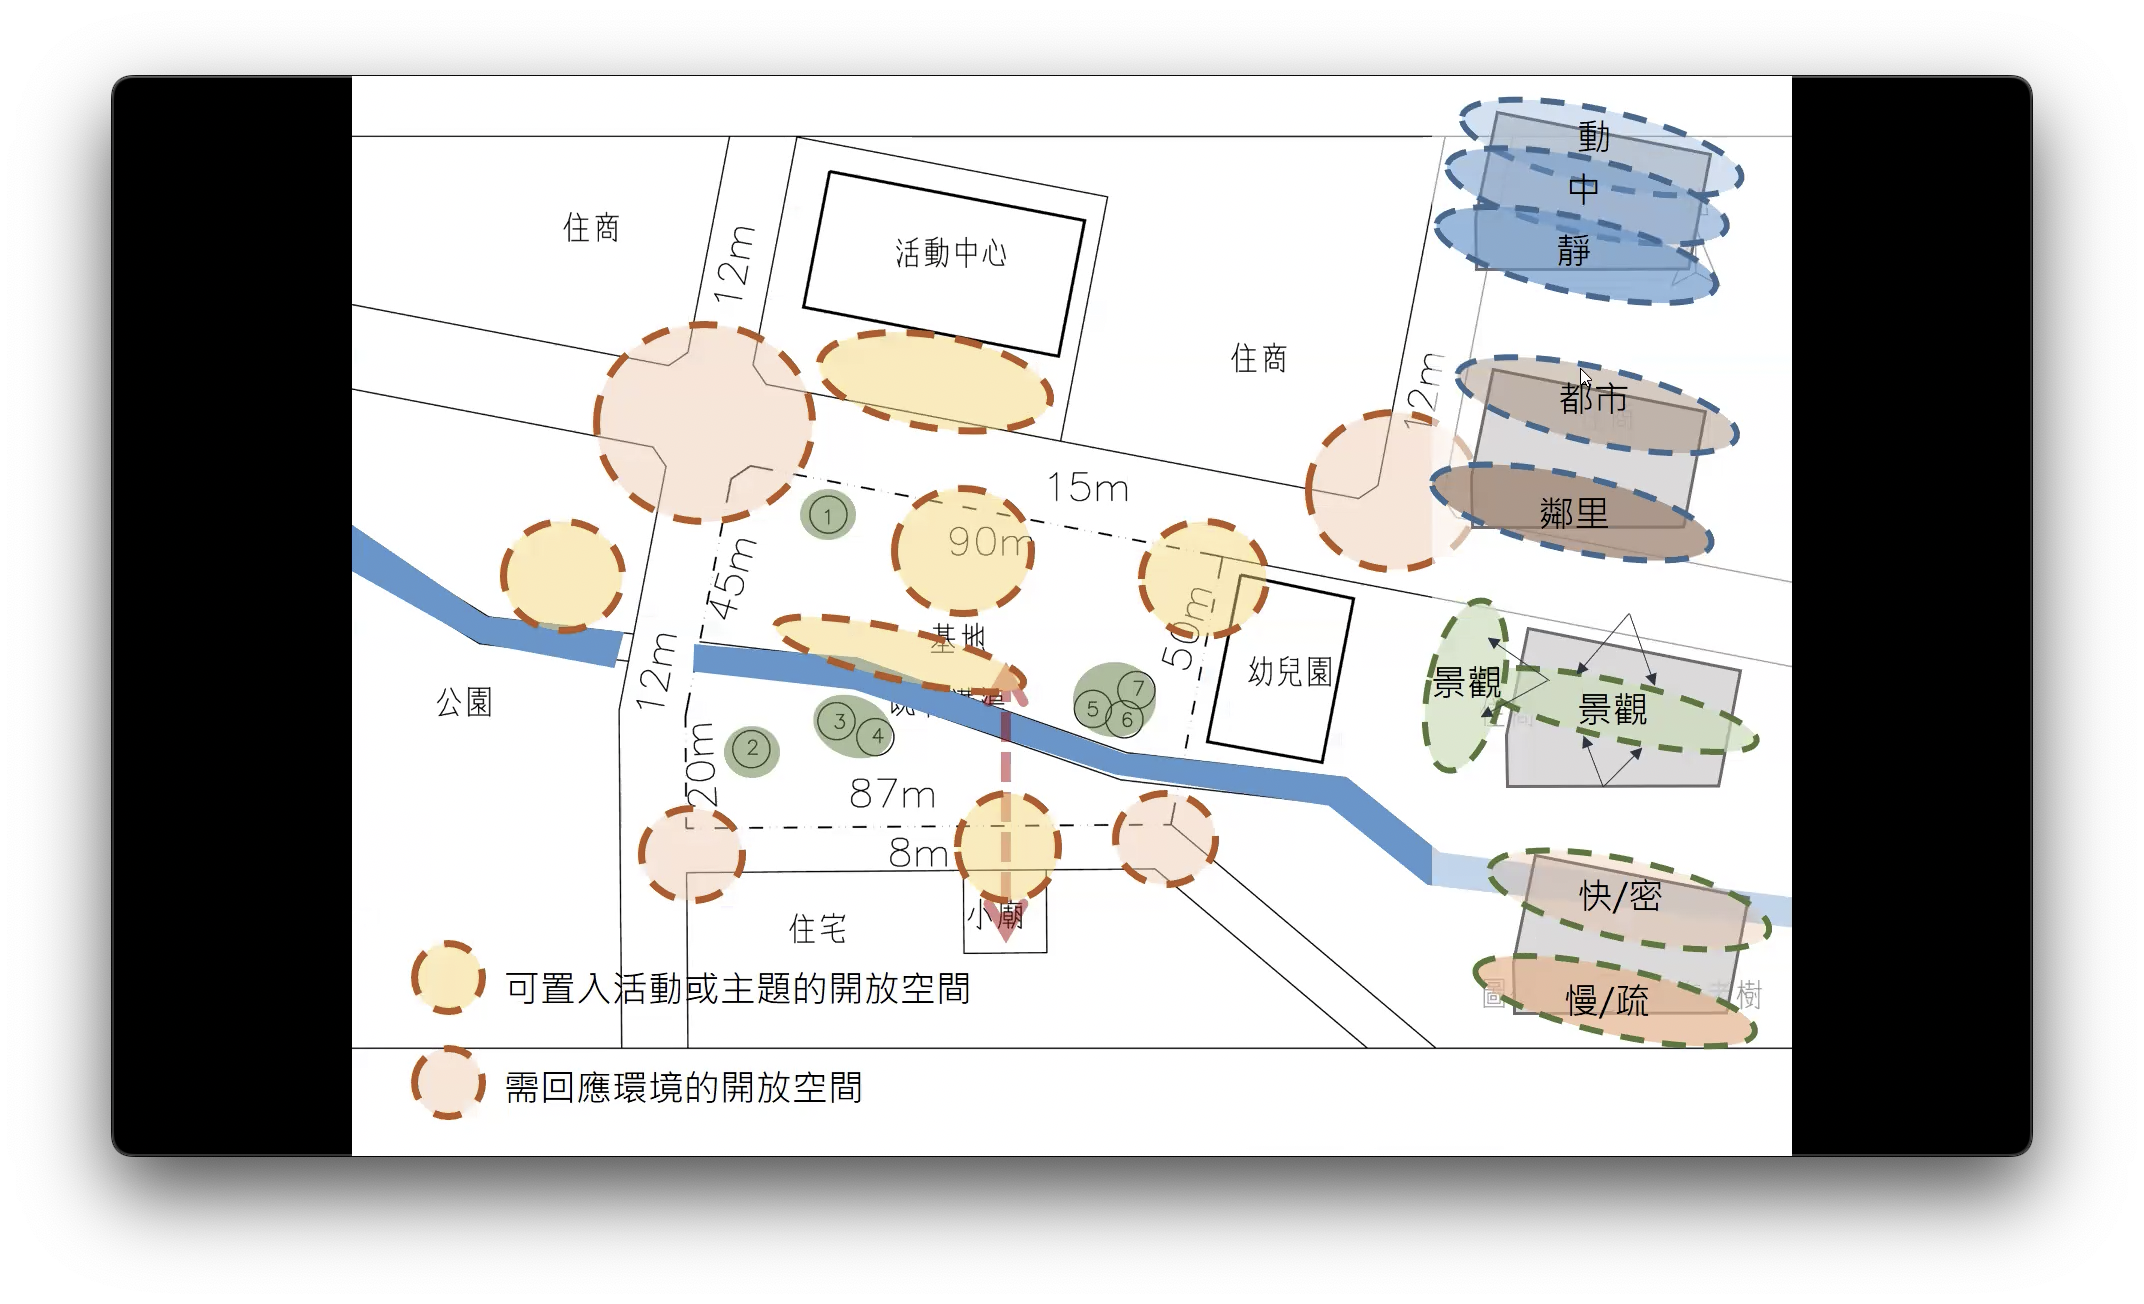 動
中
靜
住商
12m
活動中心
住商
12m
都市
鄰里
15m
90m
1
45m
基地
50m
幼兒園
12m
公園
7
5
6
3
4
2
20m
景觀
景觀
87m
8m
小廟
住宅
快/密
慢/疏
可置入活動或主題的開放空間
需回應環境的開放空間